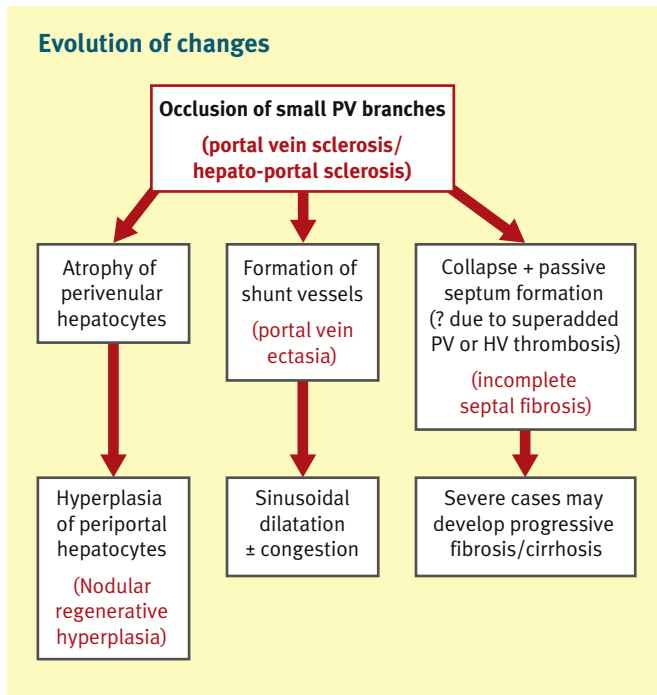 Evolution of changes
Occlusion of small PV branches
(portal vein sclerosis/
hepato-portal sclerosis)
Atrophy of
perivenular
hepatocytes
Formation of
shunt vessels
(portal vein
ectasia)
Collapse + passive
septum formation
(? due to superadded
PV or HV thrombosis)
(incomplete
septal fibrosis)
Hyperplasia
of periportal
hepatocytes
(Nodular
regenerative
hyperplasia)
Sinusoidal
dilatation
± congestion
Severe cases may
develop progressive
fibrosis/cirrhosis